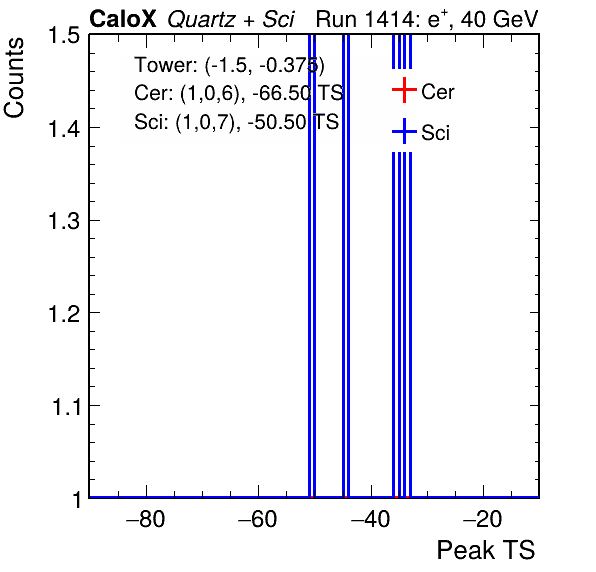 CaloX Quartz + Sci Run 1414: e⁺, 40 GeV
Counts
1.5
1.4
1.3
1.2
1.1
1
Tower: (-1.5, -0.375)
Cer: (1,0,6), -66.50 TS
Sci: (1,0,7), -50.50 TS
Cer
Sci
−80 −60 −40 −20
Peak TS